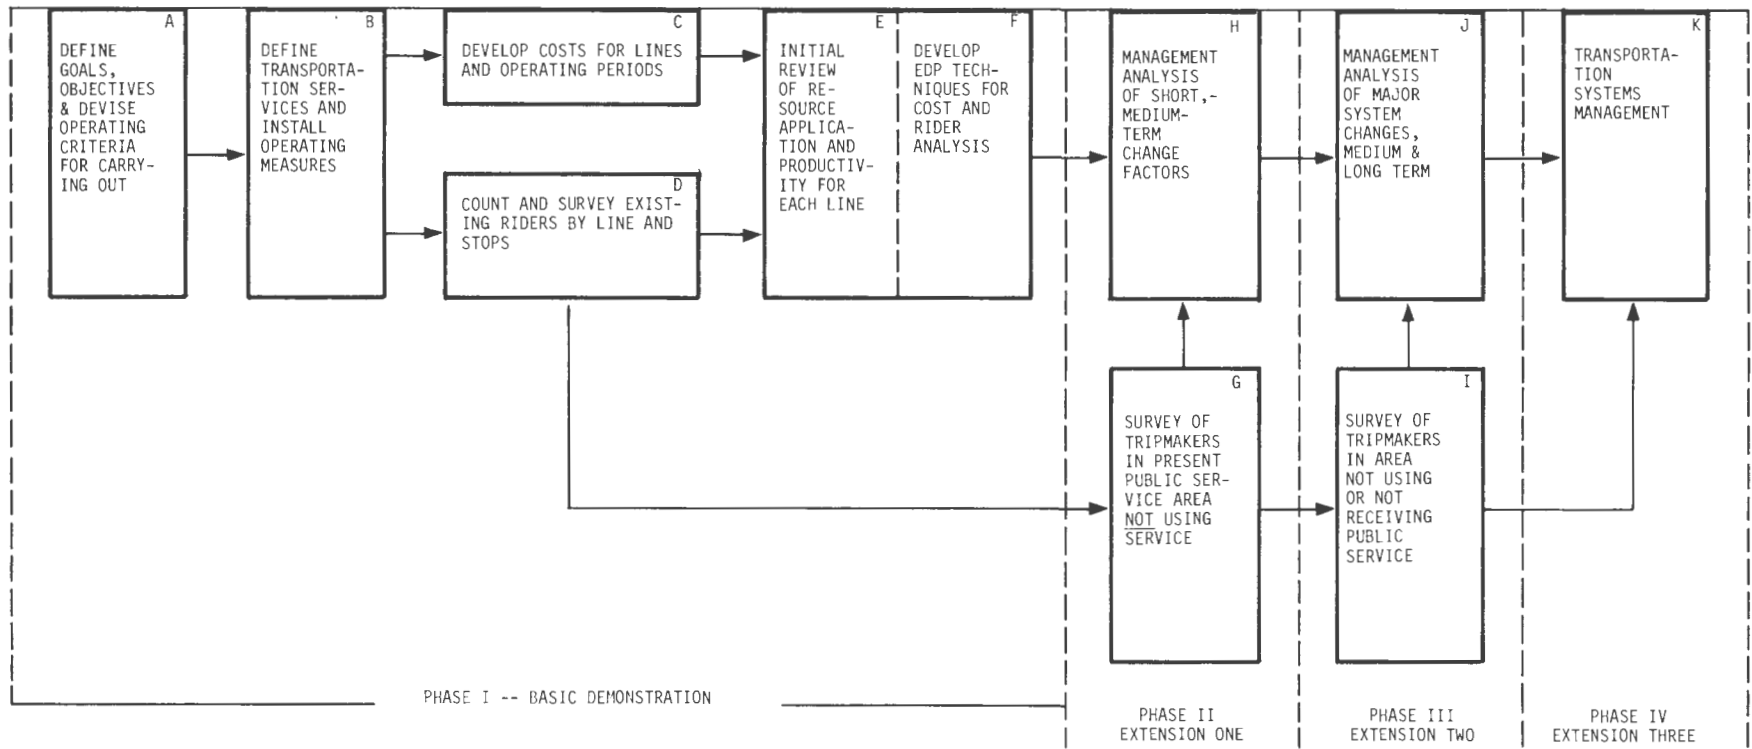 A
DEFINE
GOALS,
OBJECTIVES
& DEVISE
OPERATING
CRITERIA
FOR CARRY-
ING OUT
B
DEFINE
TRANSPORTA-
TION SER-
VICES AND
INSTALL
OPERATING
MEASURES
C
DEVELOP COSTS FOR LINES
AND OPERATING PERIODS
D
COUNT AND SURVEY EXIST-
ING RIDERS BY LINE AND
STOPS
E
INITIAL
REVIEW
OF RE-
SOURCE
APPLICA-
TION AND
PRODUCTIV-
ITY FOR
EACH LINE
F
DEVELOP
EDP TECH-
NIQUES FOR
COST AND
RIDER
ANALYSIS
H
MANAGEMENT
ANALYSIS
OF SHORT,-
MEDIUM-
TERM
CHANGE
FACTORS
J
MANAGEMENT
ANALYSIS
OF MAJOR
SYSTEM
CHANGES,
MEDIUM &
LONG TERM
K
TRANSPORTA-
TION
SYSTEMS
MANAGEMENT
G
SURVEY OF
TRIPMAKERS
IN PRESENT
PUBLIC SER-
VICE AREA
NOT USING
SERVICE
I
SURVEY OF
TRIPMAKERS
IN AREA
NOT USING
OR NOT
RECEIVING
PUBLIC
SERVICE
PHASE I -- BASIC DEMONSTRATION
PHASE II
EXTENSION ONE
PHASE III
EXTENSION TWO
PHASE IV
EXTENSION THREE